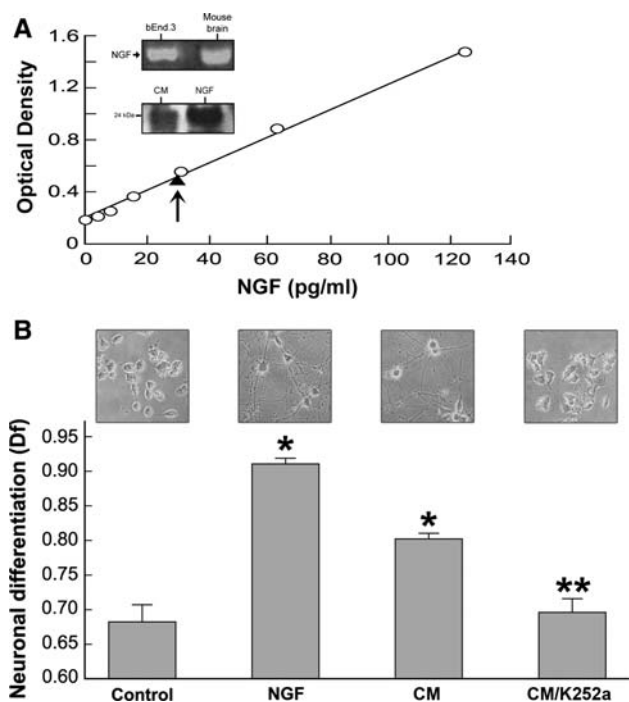 A
bEnd.3 Mouse brain
NGF
CM NGF
24 kDa
Optical Density
1.6
1.2
0.8
0.4
0
0 20 40 60 80 100 120 140
NGF (pg/ml)
B
Neuronal differentiation (Df)
0.95
0.90
0.80
0.75
0.70
0.65
0.60
* * **
Control NGF CM CM/K252a